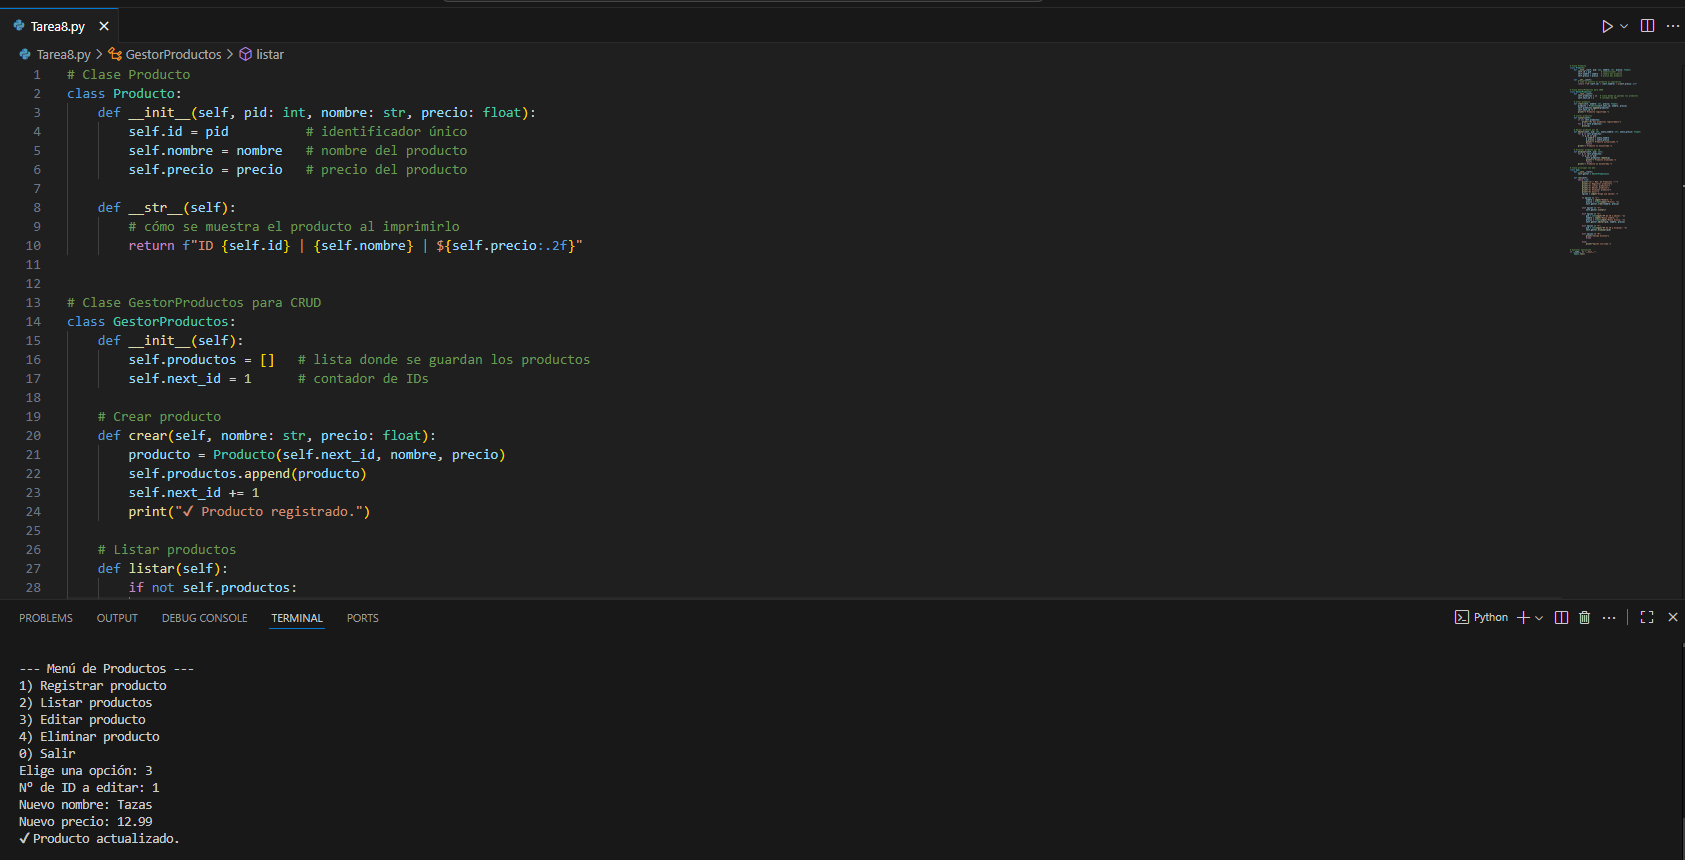 Tarea8.py
Tarea8.py > GestorProductos > listar
1 # Clase Producto
2 class Producto:
3     def __init__(self, pid: int, nombre: str, precio: float):
4         self.id = pid          # identificador único
5         self.nombre = nombre   # nombre del producto
6         self.precio = precio   # precio del producto
7
8     def __str__(self):
9         # cómo se muestra el producto al imprimirlo
10         return f"ID {self.id} | {self.nombre} | ${self.precio:.2f}"
11
12
13 # Clase GestorProductos para CRUD
14 class GestorProductos:
15     def __init__(self):
16         self.productos = []   # lista donde se guardan los productos
17         self.next_id = 1      # contador de IDs
18
19     # Crear producto
20     def crear(self, nombre: str, precio: float):
21         producto = Producto(self.next_id, nombre, precio)
22         self.productos.append(producto)
23         self.next_id += 1
24         print("✓ Producto registrado.")
25
26     # Listar productos
27     def listar(self):
28         if not self.productos:
PROBLEMS OUTPUT DEBUG CONSOLE TERMINAL PORTS Python
--- Menú de Productos ---
1) Registrar producto
2) Listar productos
3) Editar producto
4) Eliminar producto
0) Salir
Elige una opción: 3
Nº de ID a editar: 1
Nuevo nombre: Tazas
Nuevo precio: 12.99
✓ Producto actualizado.